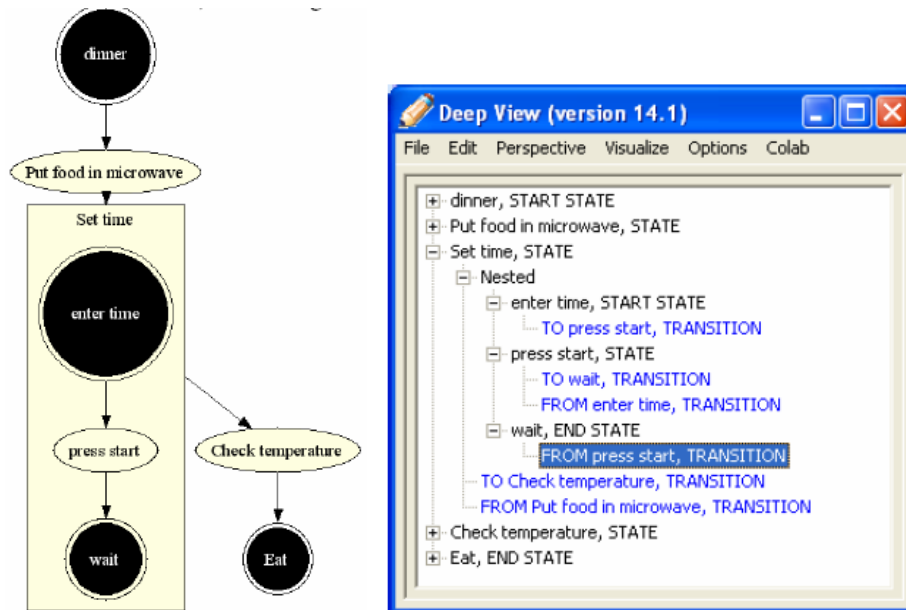 dinner
Put food in microwave
Set time
enter time
press start
Check temperature
wait
Eat
Deep View (version 14.1)
File Edit Perspective Visualize Options Colab
dinner, START STATE
Put food in microwave, STATE
Set time, STATE
Nested
enter time, START STATE
TO press start, TRANSITION
press start, STATE
TO wait, TRANSITION
FROM enter time, TRANSITION
wait, END STATE
FROM press start, TRANSITION
TO Check temperature, TRANSITION
FROM Put food in microwave, TRANSITION
Check temperature, STATE
Eat, END STATE